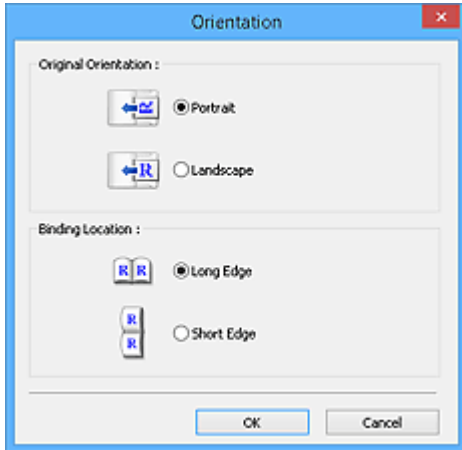 Orientation
Original Orientation :
R Portrait
R Landscape
Binding Location :
R R Long Edge
R
R Short Edge
OK Cancel